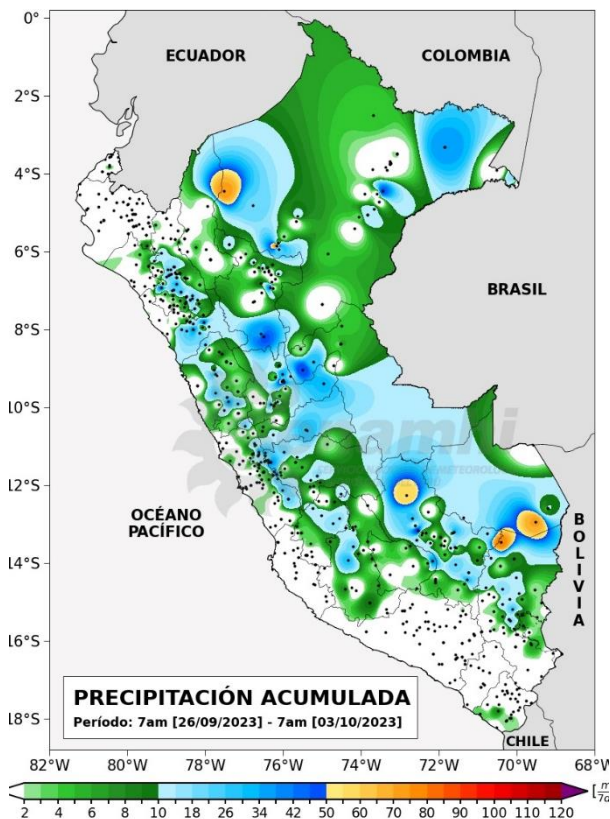 0°
ECUADOR
COLOMBIA
2°S
4°S
6°S
BRASIL
8°S
10°S
amhi
12°S
OCÉANO
PACÍFICO
BOLIVIA
14°S
16°S
PRECIPITACIÓN ACUMULADA
Período: 7am [26/09/2023] - 7am [03/10/2023]
18°S
CHILE
82°W 80°W 78°W 76°W 74°W 72°W 70°W 68°W
2 4 6 8 10 18 26 34 42 50 60 70 80 90 100 110 120